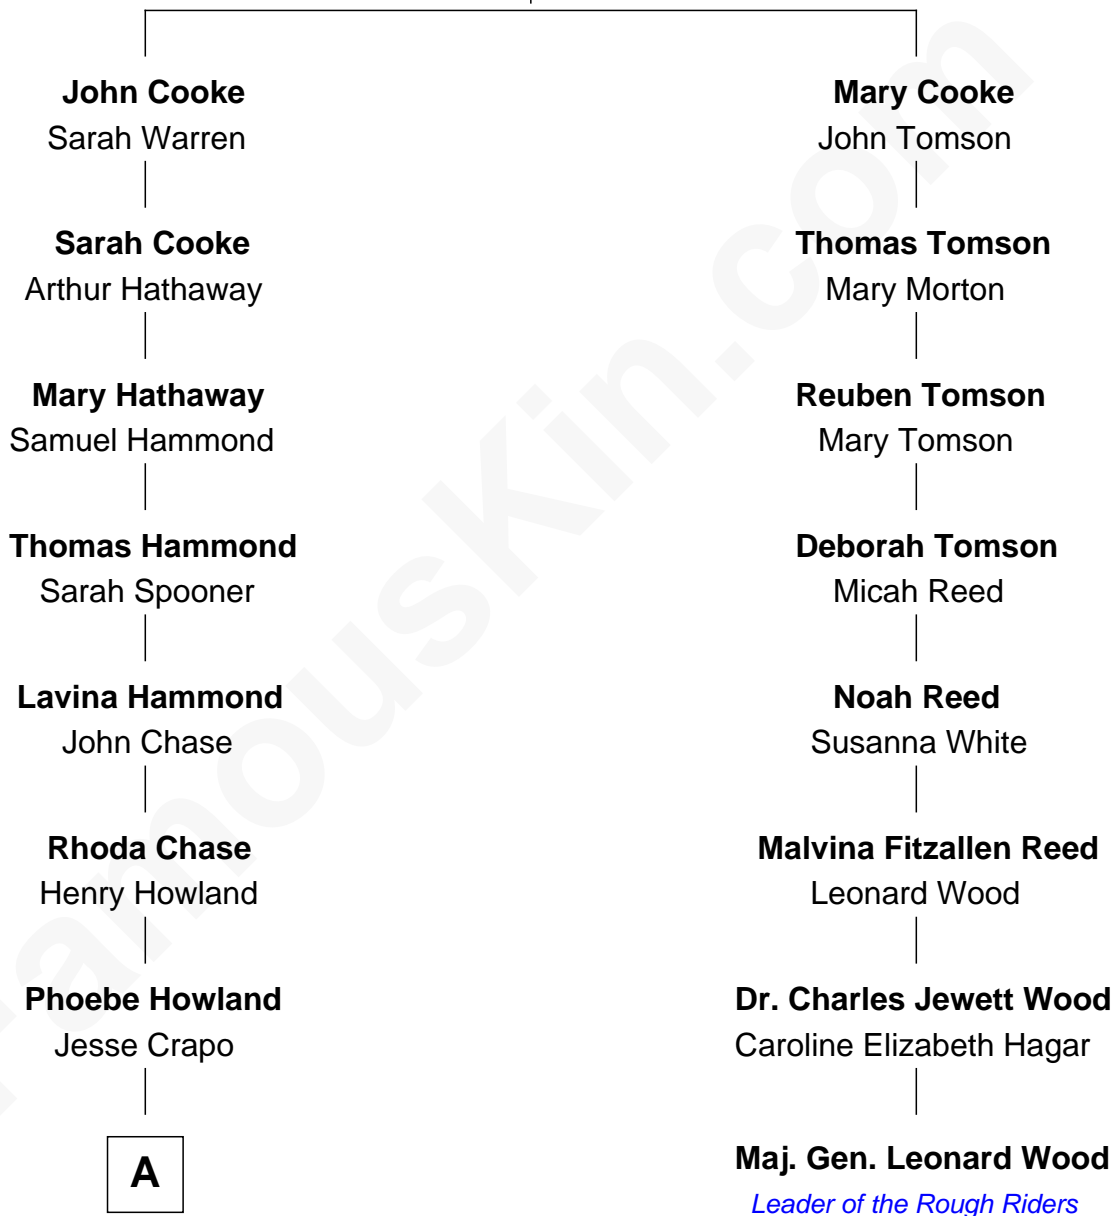 John Cooke
Sarah Warren
Sarah Cooke
Arthur Hathaway
Mary Hathaway
Samuel Hammond
Thomas Hammond
Sarah Spooner
Lavina Hammond
John Chase
Rhoda Chase
Henry Howland
Phoebe Howland
Jesse Crapo
A
Mary Cooke
John Tomson
Thomas Tomson
Mary Morton
Reuben Tomson
Mary Tomson
Deborah Tomson
Micah Reed
Noah Reed
Susanna White
Malvina Fitzallen Reed
Leonard Wood
Dr. Charles Jewett Wood
Caroline Elizabeth Hagar
Maj. Gen. Leonard Wood
Leader of the Rough Riders
FamousKin.com